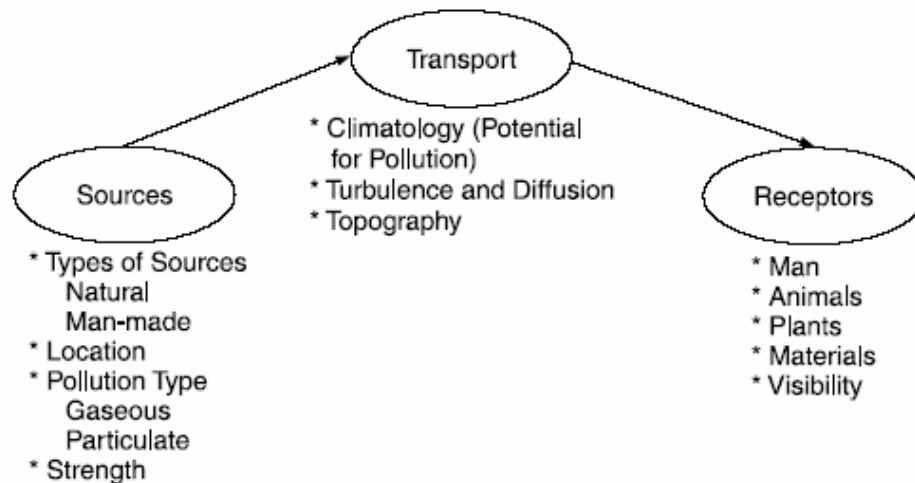 Transport
* Climatology (Potential
for Pollution)
* Turbulence and Diffusion
* Topography
Sources
* Types of Sources
Natural
Man-made
* Location
* Pollution Type
Gaseous
Particulate
* Strength
Receptors
* Man
* Animals
* Plants
* Materials
* Visibility